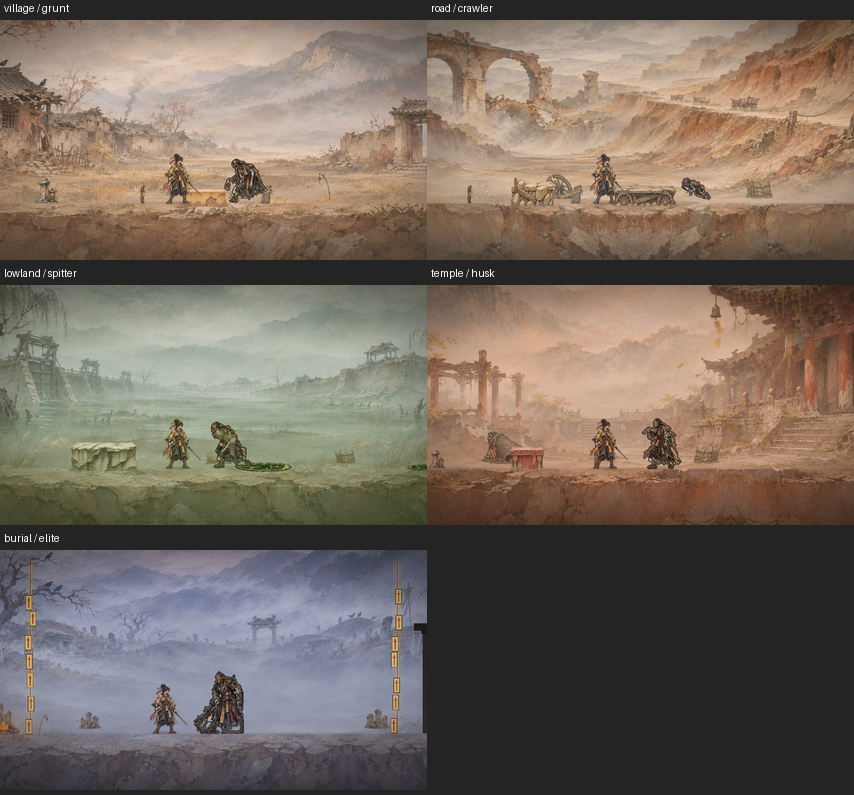 village / grunt
road / crawler
lowland / spitter
temple / husk
burial / elite